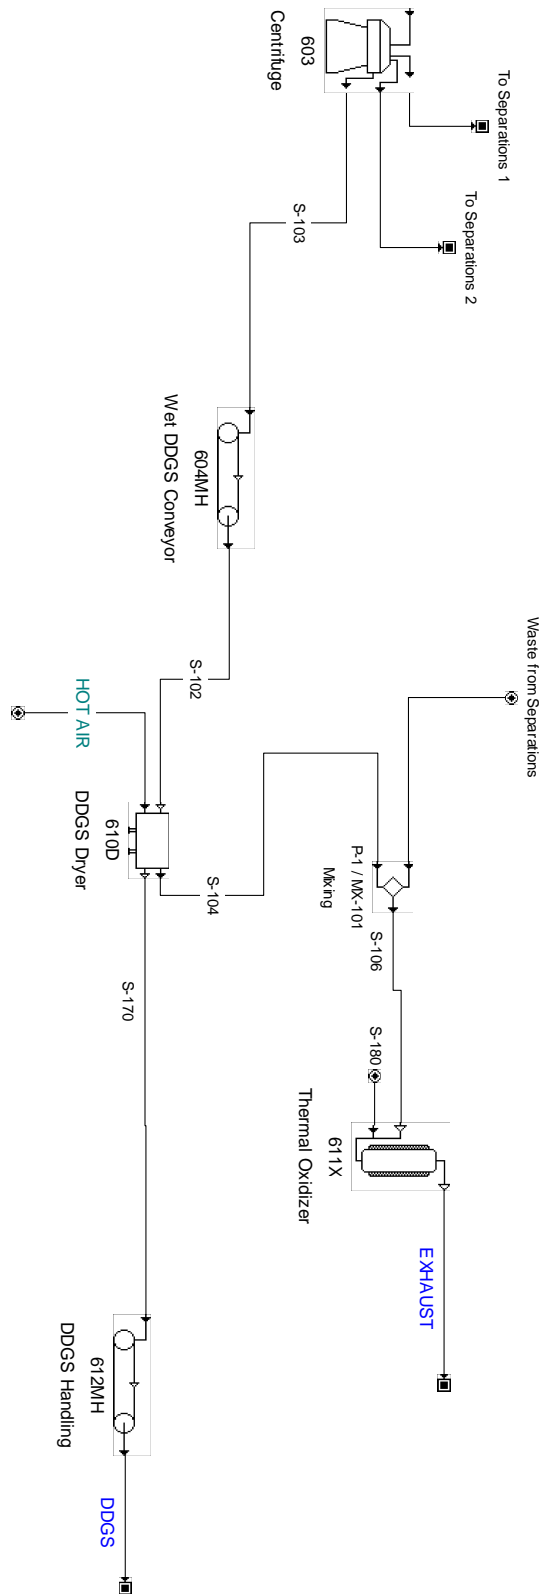 603
Centrifuge
To Separations 1
To Separations 2
S-103
604MH
Wet DDGS Conveyor
S-102
HOT AIR
610D
DDGS Dryer
S-104
Waste from Separations
P-1 / MX-101
Mixing
S-106
S-180
611X
Thermal Oxidizer
EXHAUST
S-170
612MH
DDGS Handling
DDGS